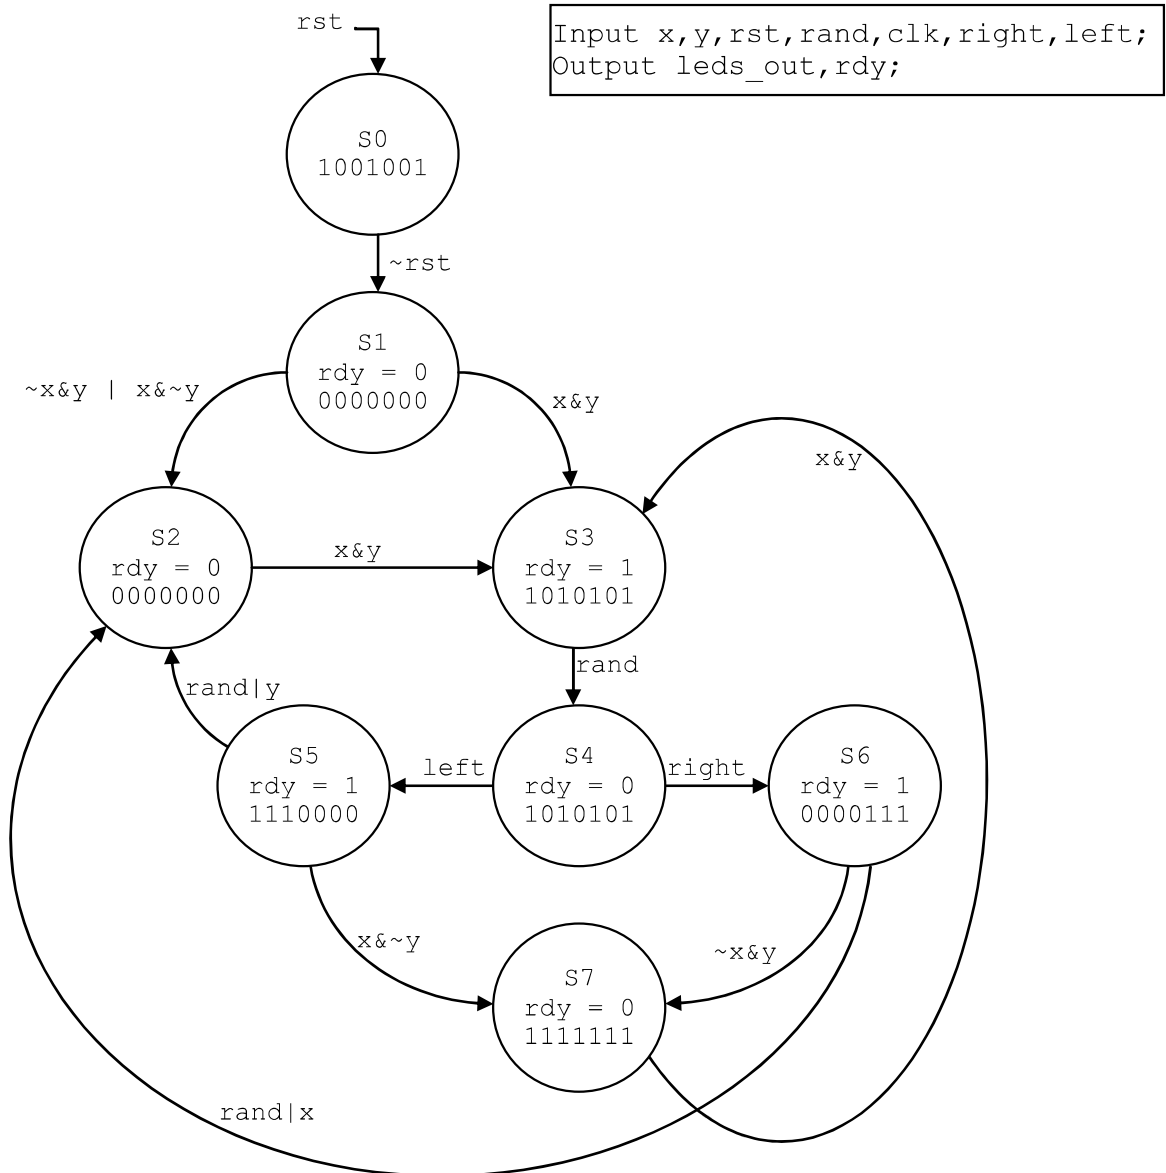 rst
Input x,y,rst,rand,clk,right,left;
Output leds_out,rdy;
S0
1001001
~rst
S1
rdy = 0
0000000
~x&y | x&~y
x&y
x&y
S2
rdy = 0
0000000
x&y
S3
rdy = 1
1010101
rand
rand|y
S5
rdy = 1
1110000
left
S4
rdy = 0
1010101
right
S6
rdy = 1
0000111
x&~y
~x&y
S7
rdy = 0
1111111
rand|x